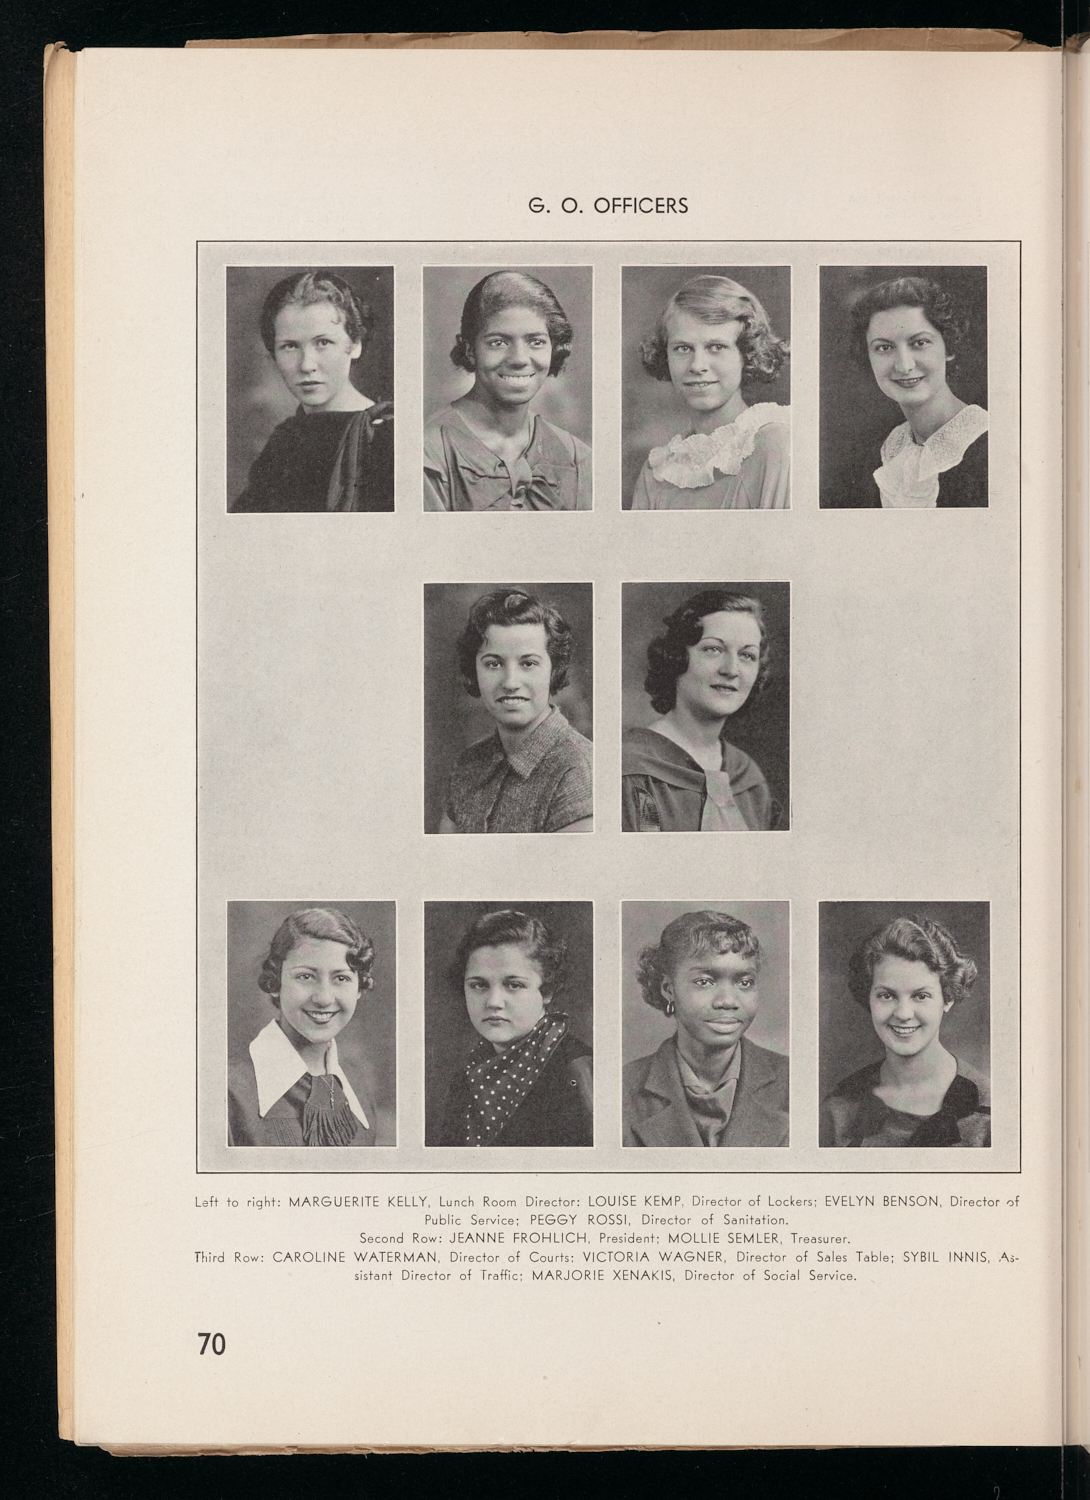 G. O. OFFICERS
Left to right: MARGUERITE KELLY, Lunch Room Director: LOUISE KEMP, Director of Lockers; EVELYN BENSON, Director of
Public Service; PEGGY ROSSI, Director of Sanitation.
Second Row: JEANNE FROHLICH, President; MOLLIE SEMLER, Treasurer.
Third Row: CAROLINE WATERMAN, Director of Courts; VICTORIA WAGNER, Director of Sales Table; SYBIL INNIS, As-
sistant Director of Traffic; MARJORIE XENAKIS, Director of Social Service.
70